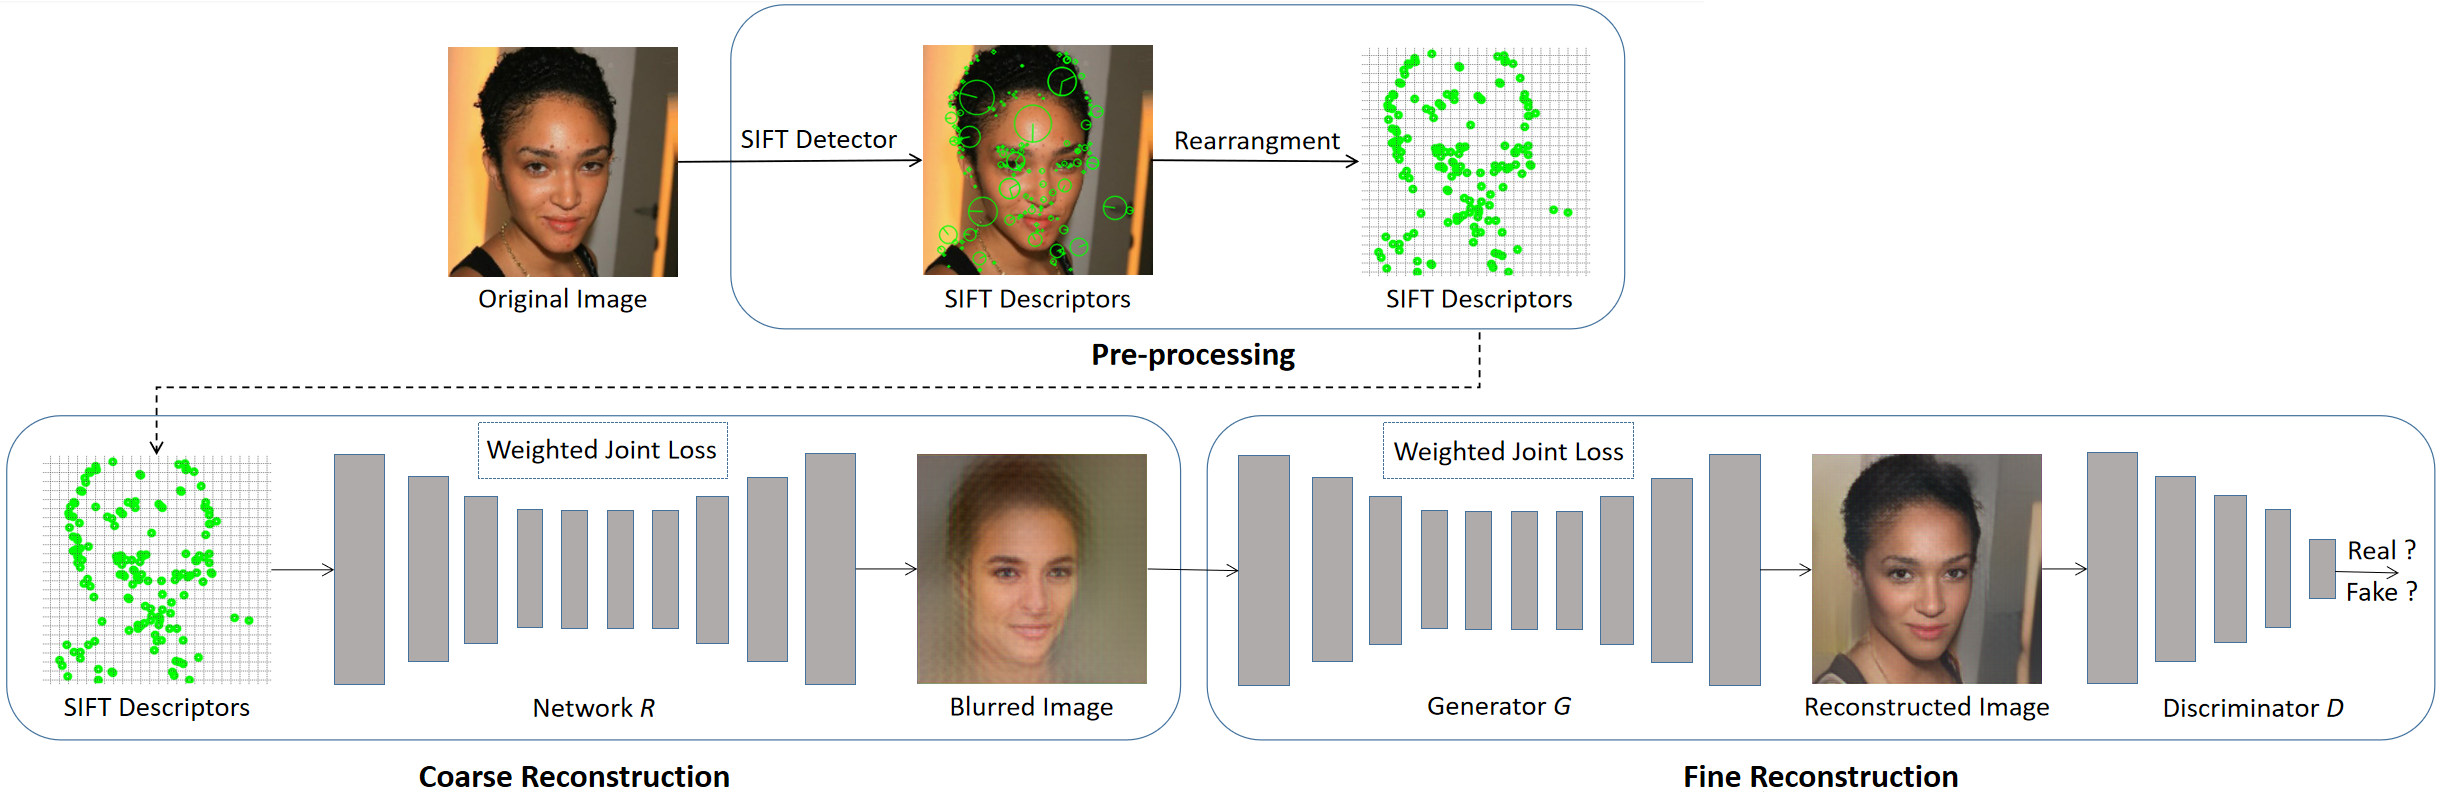 SIFT Detector
Rearrangment
Original Image
SIFT Descriptors
SIFT Descriptors
Pre-processing
Weighted Joint Loss
Weighted Joint Loss
Real ?
Fake ?
SIFT Descriptors
Network R
Blurred Image
Generator G
Reconstructed Image
Discriminator D
Coarse Reconstruction
Fine Reconstruction